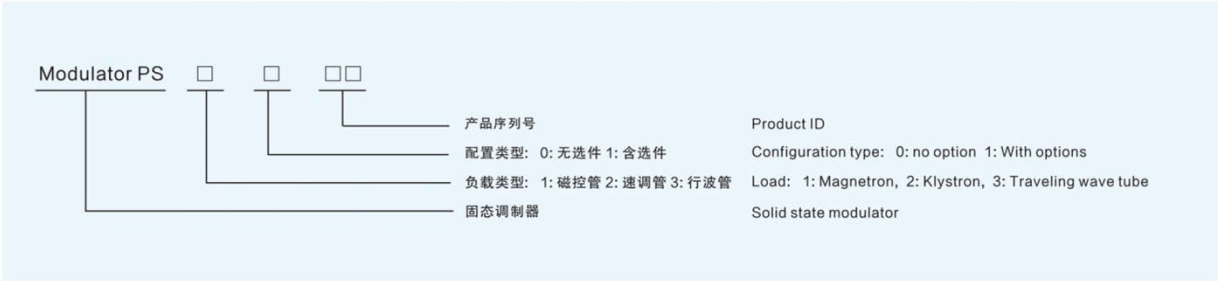 Modulator PS □ □ □□
产品序列号 Product ID
配置类型: 0: 无选件 1: 含选件 Configuration type: 0: no option 1: With options
负载类型: 1: 磁控管 2: 速调管 3: 行波管 Load: 1: Magnetron, 2: Klystron, 3: Traveling wave tube
固态调制器 Solid state modulator